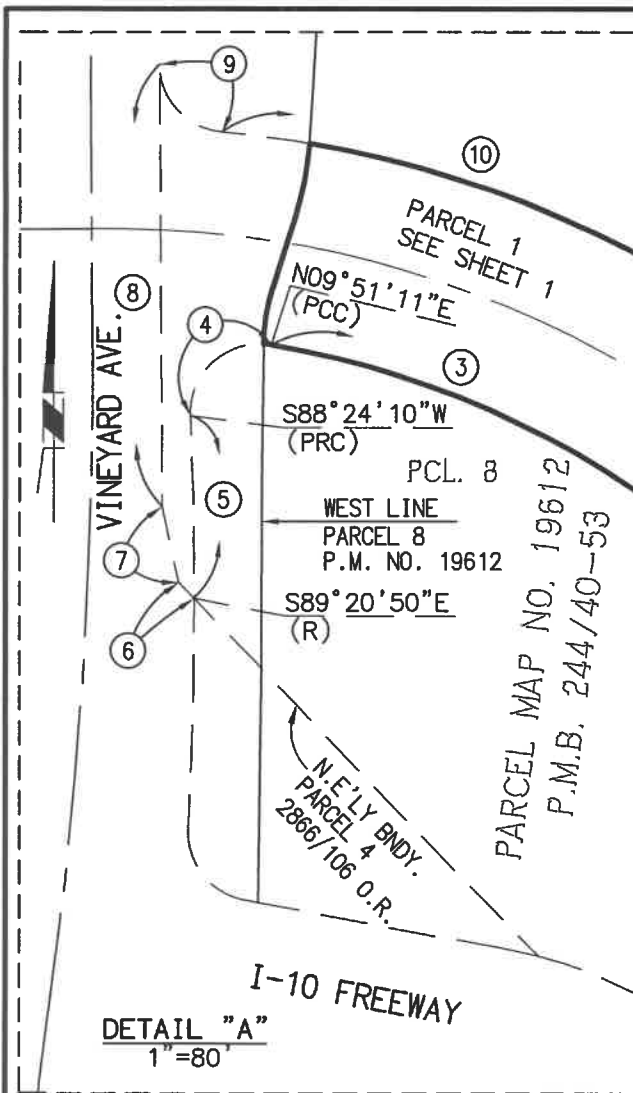 9
10
PARCEL 1
SEE SHEET 1
N09°51'11"E
(PCC)
8
4
3
VINEYARD AVE.
S88°24'10"W
(PRC)
PCL. 8
5
WEST LINE
PARCEL 8
P.M. NO. 19612
7
S89°20'50"E
(R)
6
PARCEL MAP NO. 19612
P.M.B. 244/40-53
N.E'LY BNDY.
PARCEL 4
2866/106 O.R.
I-10 FREEWAY
DETAIL "A"
1"=80'